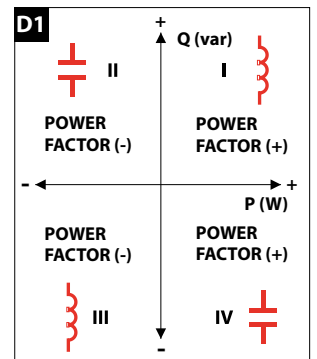 D1
+
Q (var)
II
I
POWER
FACTOR (-)
POWER
FACTOR (+)
-
+
P (W)
POWER
FACTOR (-)
POWER
FACTOR (+)
III
IV
-